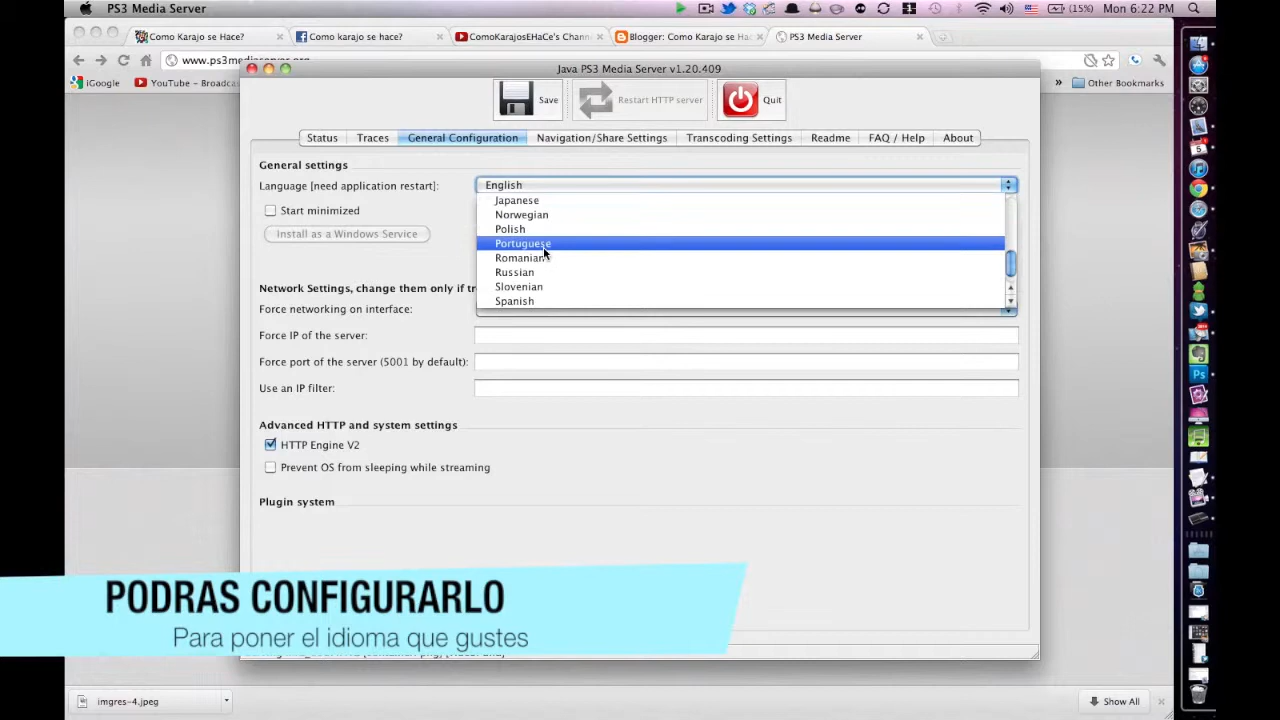 PS3 Media Server
(15%) Mon 6:22 PM
Como Karajo se Hace?
Como karajo se hace?
Blogger: Como Karajo se Ha
PS3 Media Server
www.ps3mediaserver.org
iGoogle
YouTube - Broadcas
»
Other Bookmarks
Java PS3 Media Server v1.20.409
Save
Restart HTTP server
Quit
Status
Traces
General Configuration
Navigation/Share Settings
Transcoding Settings
Readme
FAQ / Help
About
General settings
Language [need application restart]:
English
Japanese
Start minimized
Norwegian
Polish
Install as a Windows Service
Portuguese
Romanian
Russian
Slovenian
Network Settings, change them only if tr
Spanish
Force networking on interface:
Force IP of the server:
Force port of the server (5001 by default):
Use an IP filter:
Advanced HTTP and system settings
HTTP Engine V2
Prevent OS from sleeping while streaming
Plugin system
PODRAS CONFIGURARLO
Para poner el idioma que gustes
imgres-4.jpeg
Show All